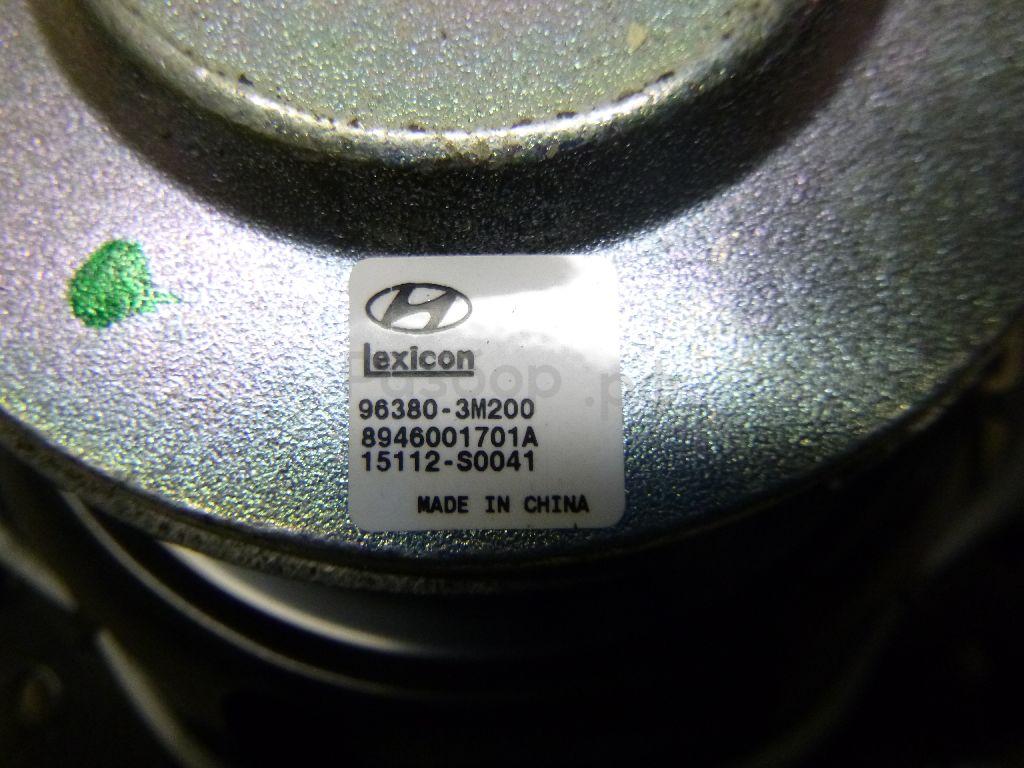 Lexicon
96380-3M200
8946001701A
15112-S0041
MADE IN CHINA